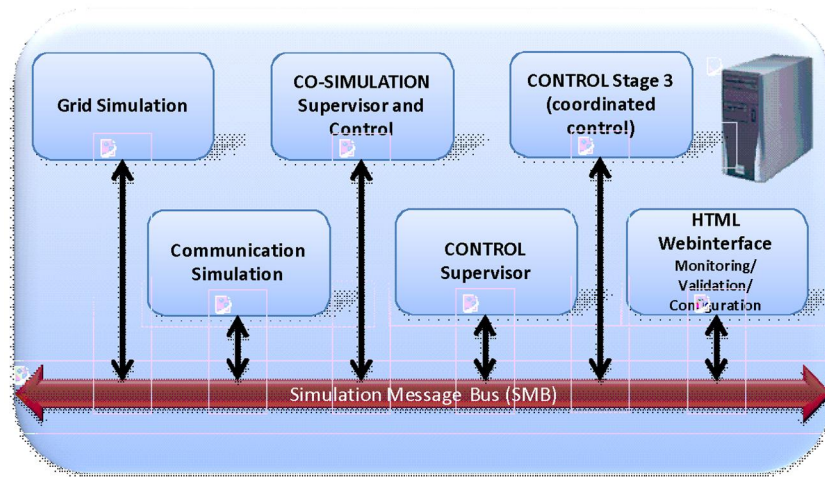 Grid Simulation
CO-SIMULATION
Supervisor and
Control
CONTROL Stage 3
(coordinated
control)
Communication
Simulation
CONTROL
Supervisor
HTML
Webinterface
Monitoring/
Validation/
Configuration
Simulation Message Bus (SMB)